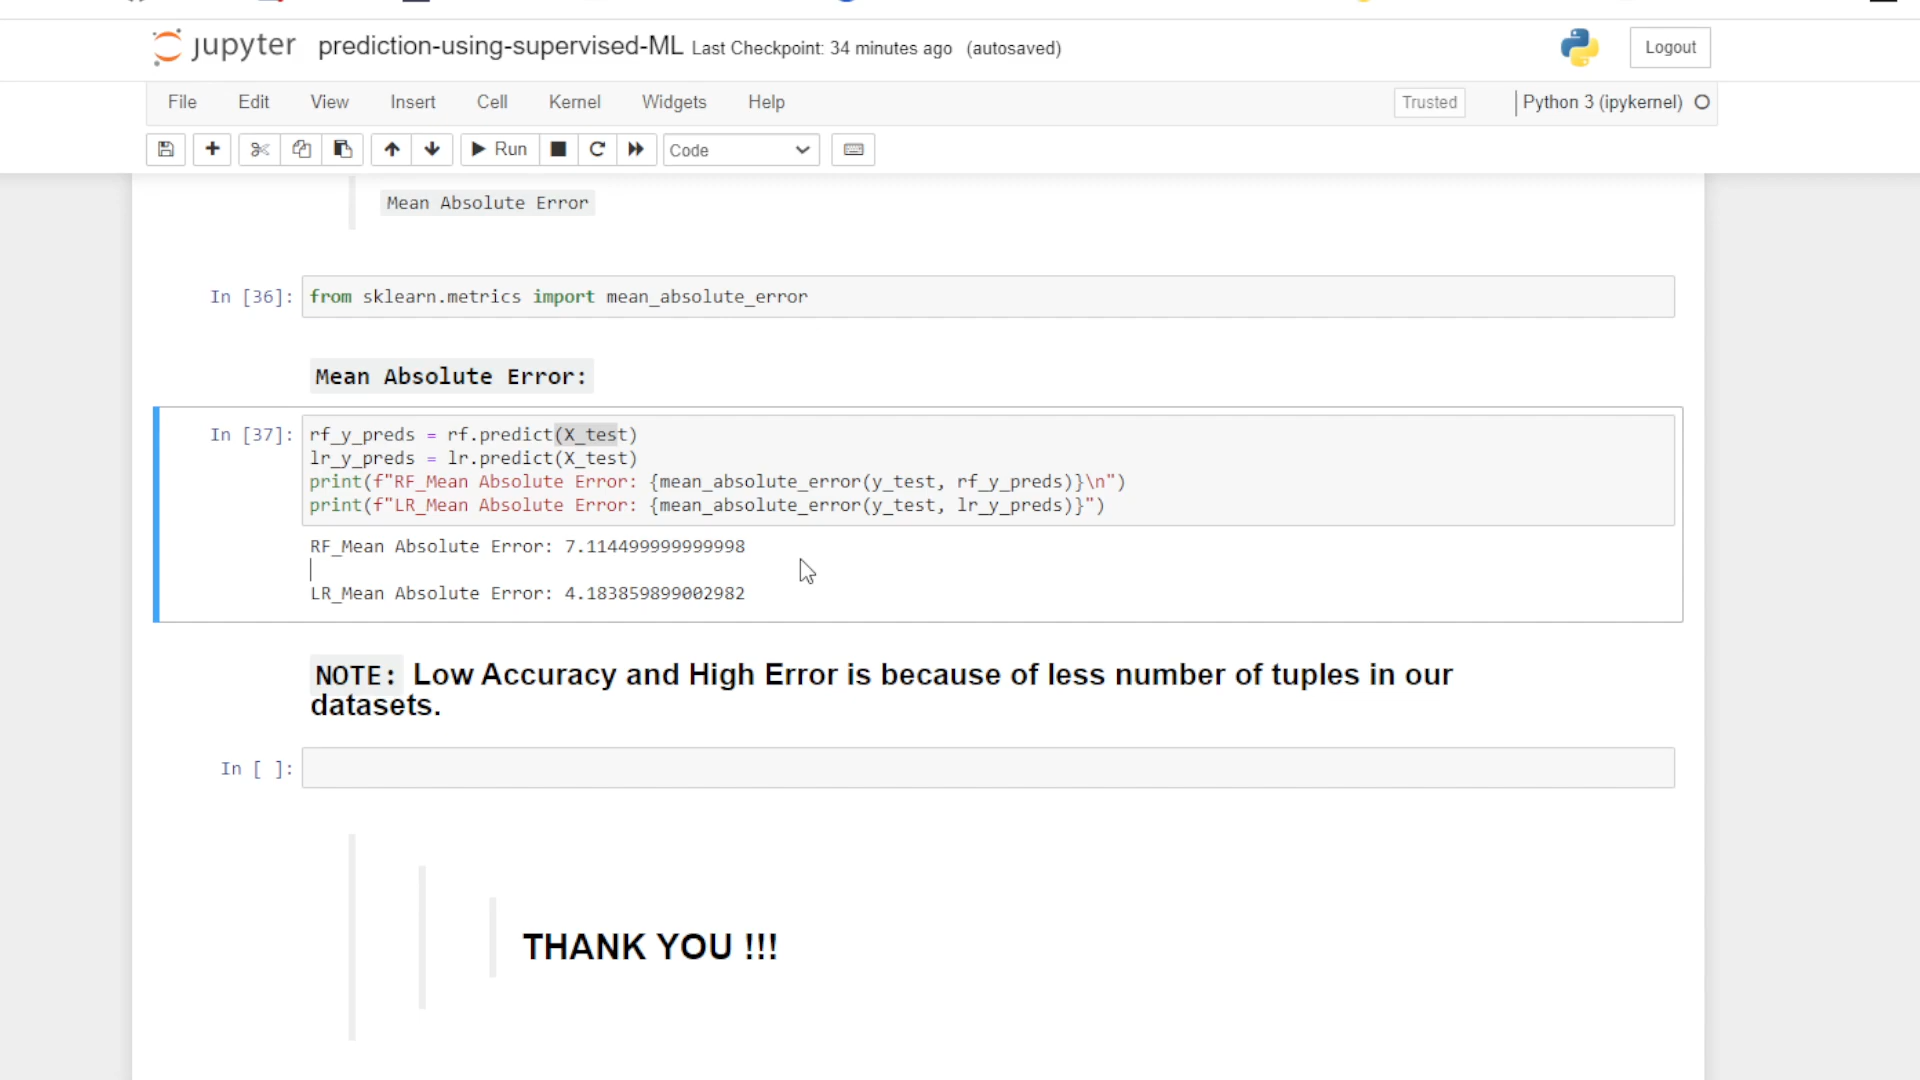 jupyter prediction-using-supervised-ML Last Checkpoint: 34 minutes ago (autosaved) Logout
File Edit View Insert Cell Kernel Widgets Help Trusted Python 3 (ipykernel)
Run Code
Mean Absolute Error
In [36]: from sklearn.metrics import mean_absolute_error
Mean Absolute Error:
In [37]: rf_y_preds = rf.predict(X_test)
lr_y_preds = lr.predict(X_test)
print(f"RF_Mean Absolute Error: {mean_absolute_error(y_test, rf_y_preds)}\n")
print(f"LR_Mean Absolute Error: {mean_absolute_error(y_test, lr_y_preds)}")
RF_Mean Absolute Error: 7.114499999999998
LR_Mean Absolute Error: 4.183859899002982
NOTE: Low Accuracy and High Error is because of less number of tuples in our
datasets.
In [ ]:
THANK YOU !!!